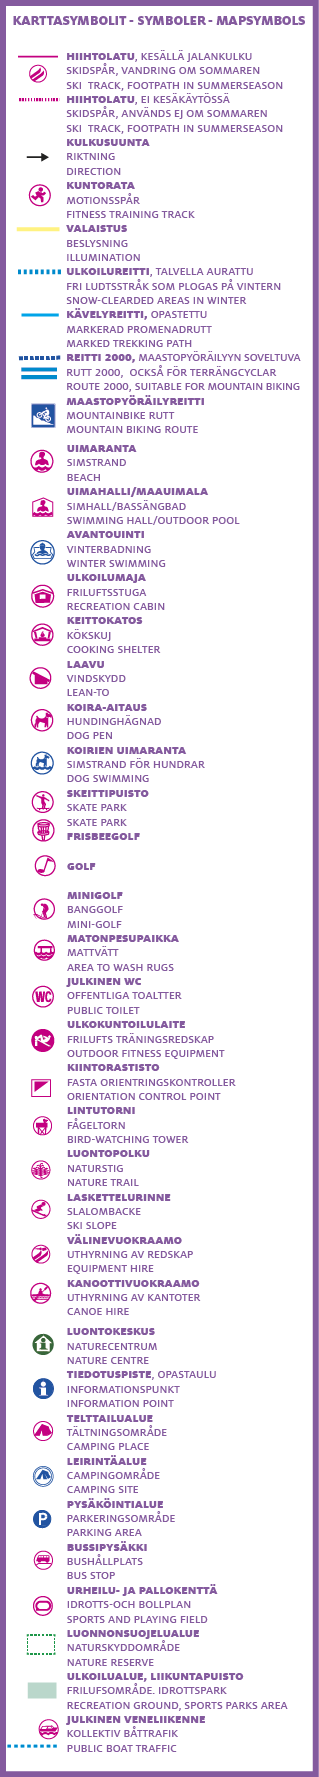 KARTTASYMBOLIT - SYMBOLER - MAPSYMBOLS
HIIHTOLATU, KESÄLLÄ JALANKULKU
SKIDSPÅR, VANDRING OM SOMMAREN
SKI TRACK, FOOTPATH IN SUMMERSEASON
HIIHTOLATU, EI KESÄKÄYTÖSSÄ
SKIDSPÅR, ANVÄNDS EJ OM SOMMAREN
SKI TRACK, FOOTPATH IN SUMMERSEASON
KULKUSUUNTA
RIKTNING
DIRECTION
KUNTORATA
MOTIONSSPÅR
FITNESS TRAINING TRACK
VALAISTUS
BESLYSNING
ILLUMINATION
ULKOILUREITTI, TALVELLA AURATTU
FRI LUDTSSTRÅK SOM PLOGAS PÅ VINTERN
SNOW-CLEARDED AREAS IN WINTER
KÄVELYREITTI, OPASTETTU
MARKERAD PROMENADRUTT
MARKED TREKKING PATH
REITTI 2000, MAASTOPYÖRÄILYYN SOVELTUVA
RUTT 2000, OCKSÅ FÖR TERRÄNGCYCLAR
ROUTE 2000, SUITABLE FOR MOUNTAIN BIKING
MAASTOPYÖRÄILYREITTI
MOUNTAINBIKE RUTT
MOUNTAIN BIKING ROUTE
UIMARANTA
SIMSTRAND
BEACH
UIMAHALLI/MAAUIMALA
SIMHALL/BASSÄNGBAD
SWIMMING HALL/OUTDOOR POOL
AVANTOUINTI
VINTERBADNING
WINTER SWIMMING
ULKOILUMAJA
FRILUFTSSTUGA
RECREATION CABIN
KEITTOKATOS
KÖKSKUJ
COOKING SHELTER
LAAVU
VINDSKYDD
LEAN-TO
KOIRA-AITAUS
HUNDINGHÄGNAD
DOG PEN
KOIRIEN UIMARANTA
SIMSTRAND FÖR HUNDRAR
DOG SWIMMING
SKEITTIPUISTO
SKATE PARK
SKATE PARK
FRISBEEGOLF
GOLF
MINIGOLF
BANGGOLF
MINI-GOLF
MATONPESUPAIKKA
MATTVÄTT
AREA TO WASH RUGS
JULKINEN WC
WC OFFENTLIGA TOALTTER
PUBLIC TOILET
ULKOKUNTOILULAITE
FRILUFTS TRÄNINGSREDSKAP
OUTDOOR FITNESS EQUIPMENT
KIINTORASTISTO
FASTA ORIENTRINGSKONTROLLER
ORIENTATION CONTROL POINT
LINTUTORNI
FÅGELTORN
BIRD-WATCHING TOWER
LUONTOPOLKU
NATURSTIG
NATURE TRAIL
LASKETTELURINNE
SLALOMBACKE
SKI SLOPE
VÄLINEVUOKRAAMO
UTHYRNING AV REDSKAP
EQUIPMENT HIRE
KANOOTTIVUOKRAAMO
UTHYRNING AV KANTOTER
CANOE HIRE
LUONTOKESKUS
i NATURECENTRUM
NATURE CENTRE
TIEDOTUSPISTE, OPASTAULU
i INFORMATIONSPUNKT
INFORMATION POINT
TELTTAILUALUE
TÄLTNINGSOMRÅDE
CAMPING PLACE
LEIRINTÄALUE
CAMPINGOMRÅDE
CAMPING SITE
PYSÄKÖINTIALUE
P PARKERINGSOMRÅDE
PARKING AREA
BUSSIPYSÄKKI
BUSHÅLLPLATS
BUS STOP
URHEILU- JA PALLOKENTTÄ
IDROTTS-OCH BOLLPLAN
SPORTS AND PLAYING FIELD
LUONNONSUOJELUALUE
NATURSKYDDOMRÅDE
NATURE RESERVE
ULKOILUALUE, LIIKUNTAPUISTO
FRILUFSOMRÅDE. IDROTTSPARK
RECREATION GROUND, SPORTS PARKS AREA
JULKINEN VENELIIKENNE
KOLLEKTIV BÅTTRAFIK
PUBLIC BOAT TRAFFIC